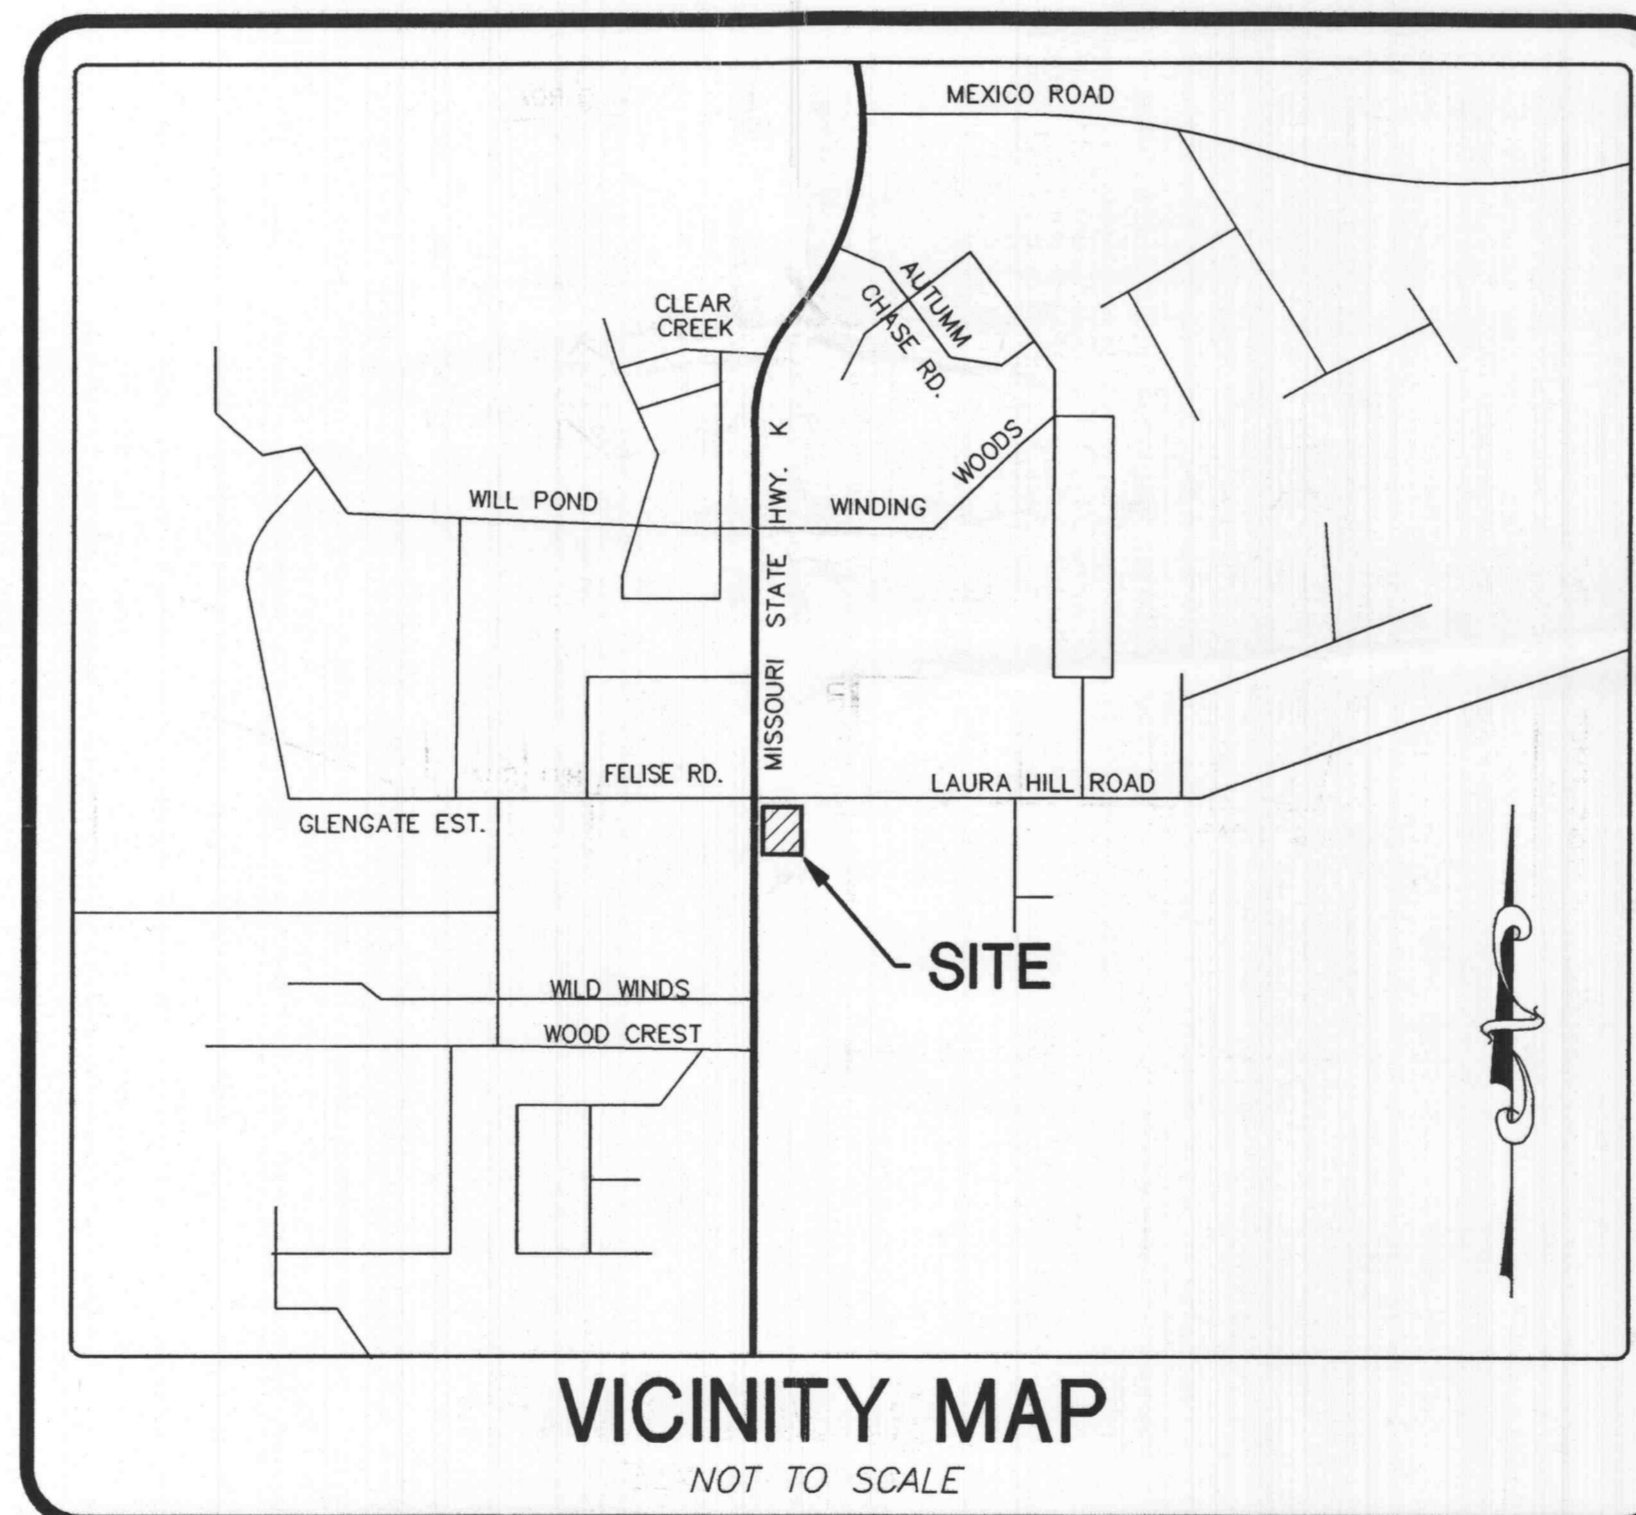 MEXICO ROAD
AUTUMM
CHASE RD.
CLEAR
CREEK
WILL POND
WINDING WOODS
MISSOURI STATE HWY. K
FELISE RD.
LAURA HILL ROAD
GLENGATE EST.
SITE
WILD WINDS
WOOD CREST
VICINITY MAP
NOT TO SCALE